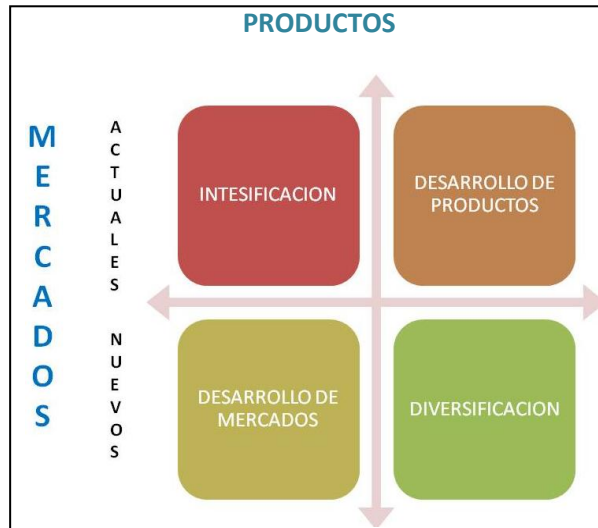 PRODUCTOS
MERCADOS
ACTUALES
NUEVOS
INTESIFICACION
DESARROLLO DE
PRODUCTOS
DESARROLLO DE
MERCADOS
DIVERSIFICACION